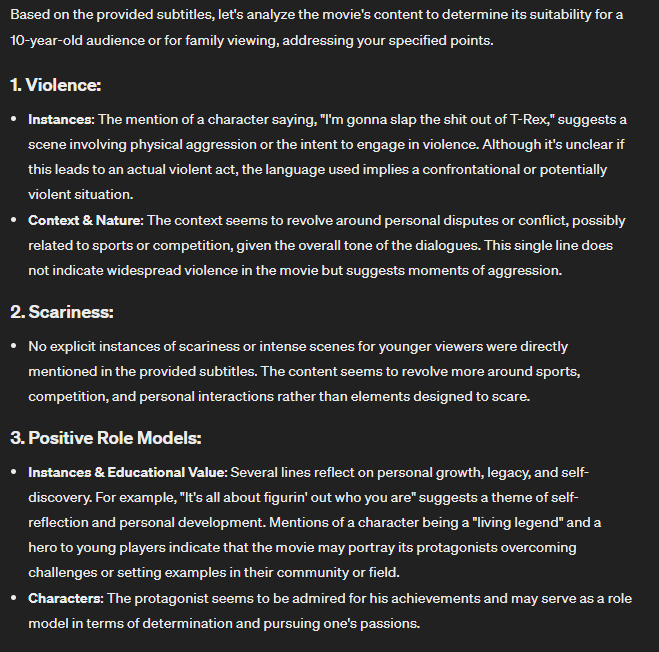 Based on the provided subtitles, let's analyze the movie's content to determine its suitability for a
10-year-old audience or for family viewing, addressing your specified points.
1. Violence:
• Instances: The mention of a character saying, "I'm gonna slap the shit out of T-Rex," suggests a
scene involving physical aggression or the intent to engage in violence. Although it's unclear if
this leads to an actual violent act, the language used implies a confrontational or potentially
violent situation.
• Context & Nature: The context seems to revolve around personal disputes or conflict, possibly
related to sports or competition, given the overall tone of the dialogues. This single line does
not indicate widespread violence in the movie but suggests moments of aggression.
2. Scariness:
• No explicit instances of scariness or intense scenes for younger viewers were directly
mentioned in the provided subtitles. The content seems to revolve more around sports,
competition, and personal interactions rather than elements designed to scare.
3. Positive Role Models:
• Instances & Educational Value: Several lines reflect on personal growth, legacy, and self-
discovery. For example, "It's all about figurin' out who you are" suggests a theme of self-
reflection and personal development. Mentions of a character being a "living legend" and a
hero to young players indicate that the movie may portray its protagonists overcoming
challenges or setting examples in their community or field.
• Characters: The protagonist seems to be admired for his achievements and may serve as a role
model in terms of determination and pursuing one's passions.